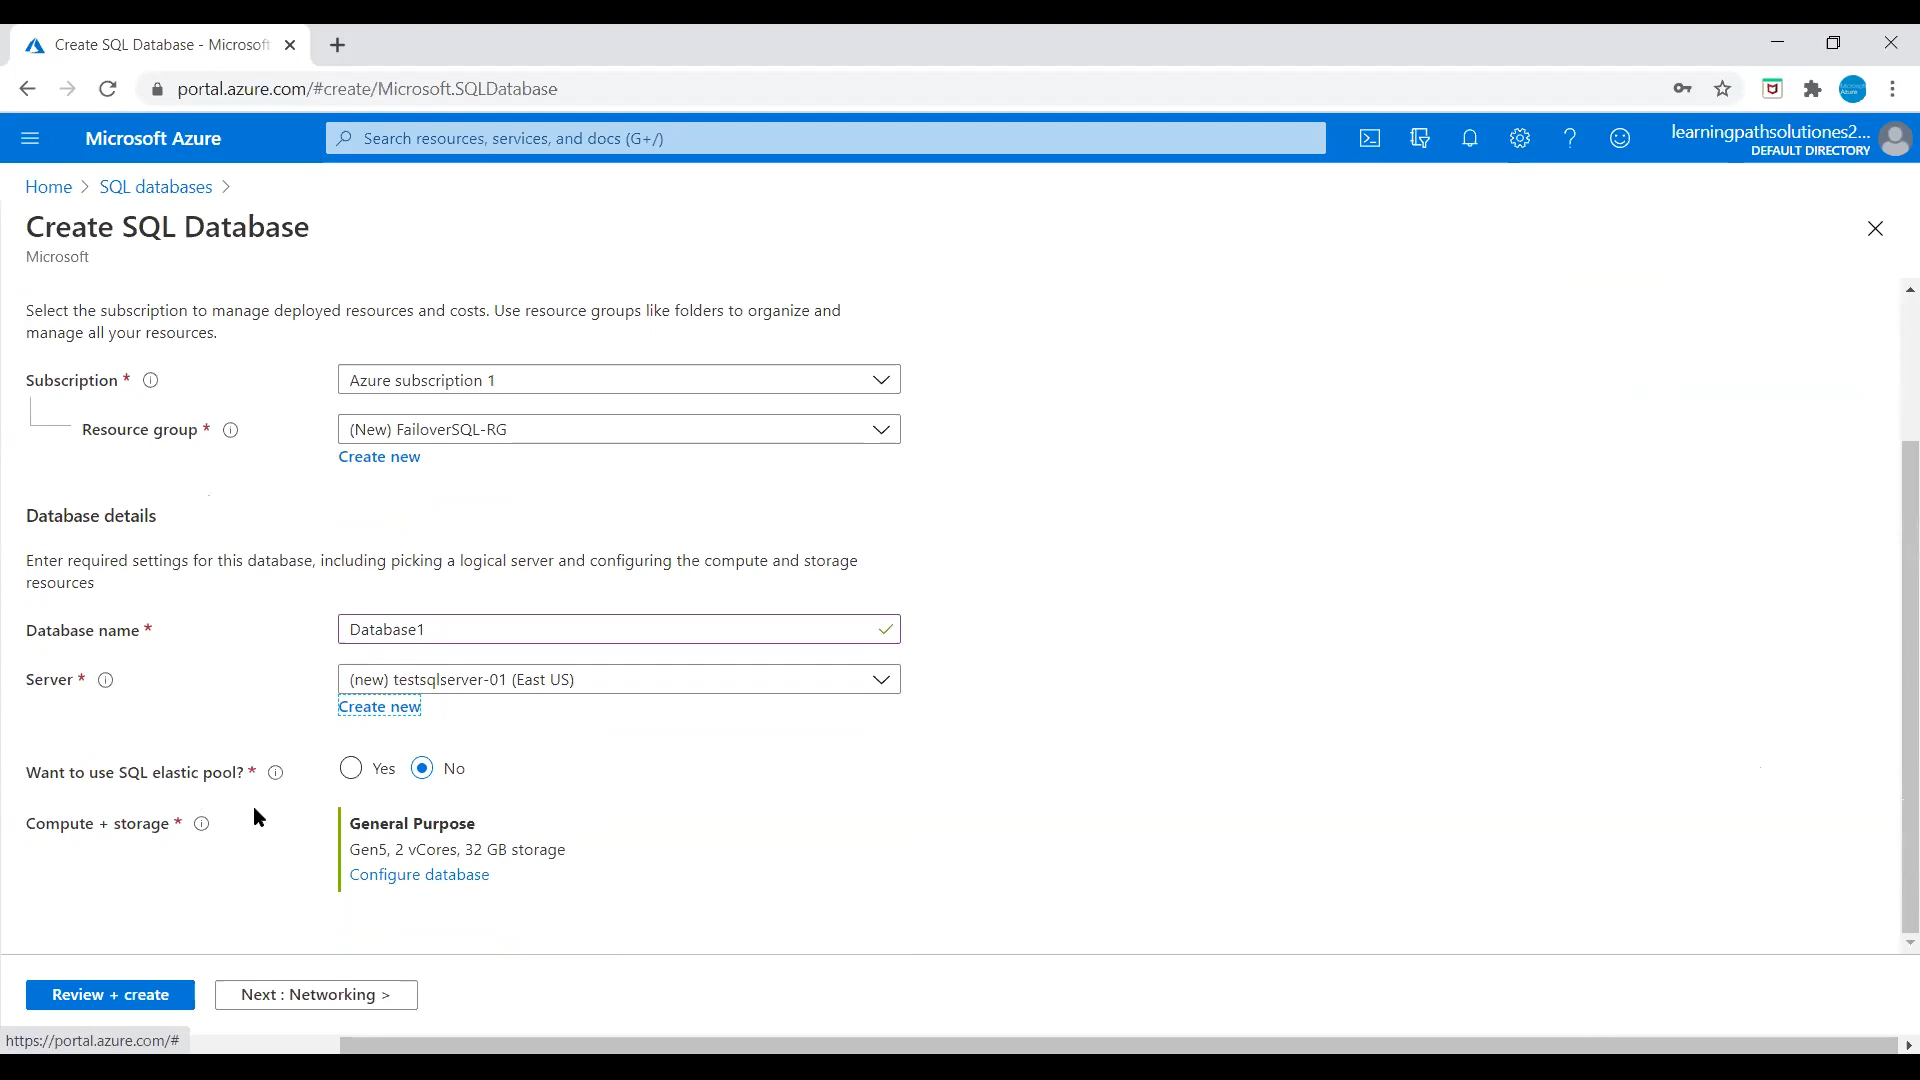 Create SQL Database - Microsoft
portal.azure.com/#create/Microsoft.SQLDatabase
Microsoft Azure
Search resources, services, and docs (G+/)
learningpathsolutiones2...
DEFAULT DIRECTORY
Home > SQL databases >
Create SQL Database
Microsoft
Select the subscription to manage deployed resources and costs. Use resource groups like folders to organize and
manage all your resources.
Subscription *
Azure subscription 1
Resource group *
(New) FailoverSQL-RG
Create new
Database details
Enter required settings for this database, including picking a logical server and configuring the compute and storage
resources
Database name *
Database1
Server *
(new) testsqlserver-01 (East US)
Create new
Want to use SQL elastic pool? *
Yes No
Compute + storage *
General Purpose
Gen5, 2 vCores, 32 GB storage
Configure database
Review + create
Next : Networking >
https://portal.azure.com/#